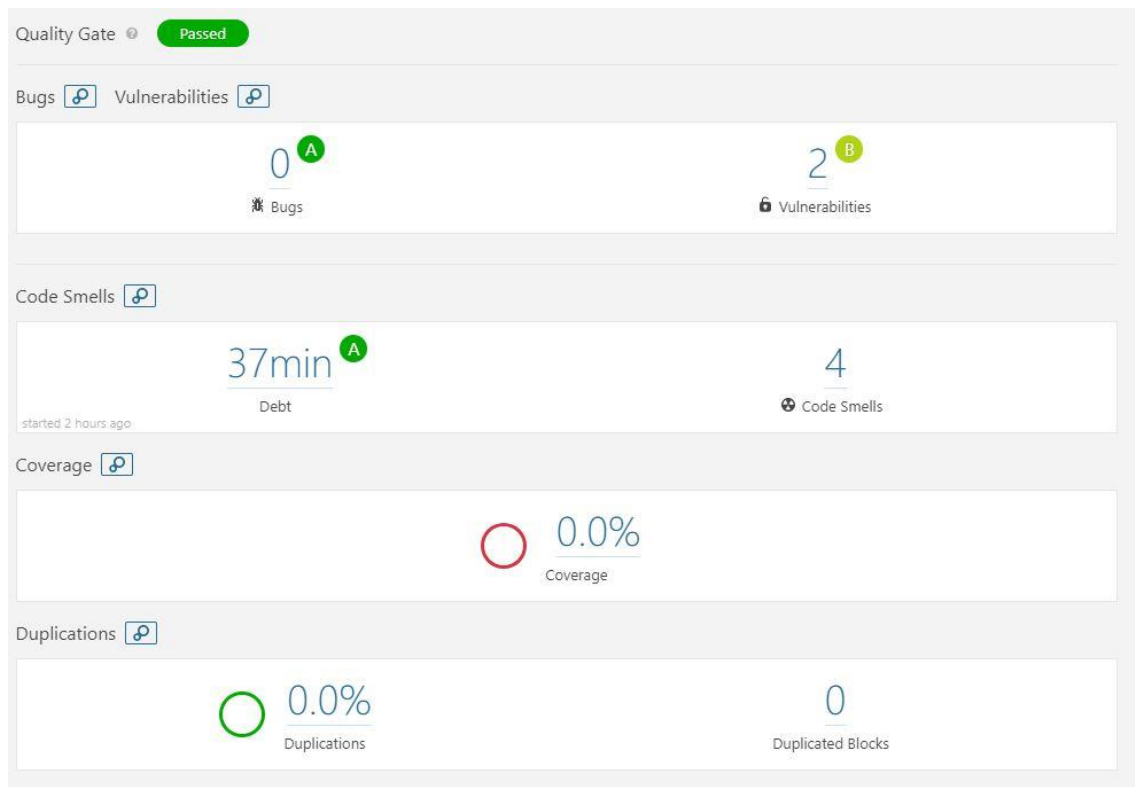 Quality Gate ? Passed
Bugs Vulnerabilities
0 A 2 B
Bugs Vulnerabilities
Code Smells
37min A 4
Debt Code Smells
started 2 hours ago
Coverage
0.0%
Coverage
Duplications
0.0% 0
Duplications Duplicated Blocks